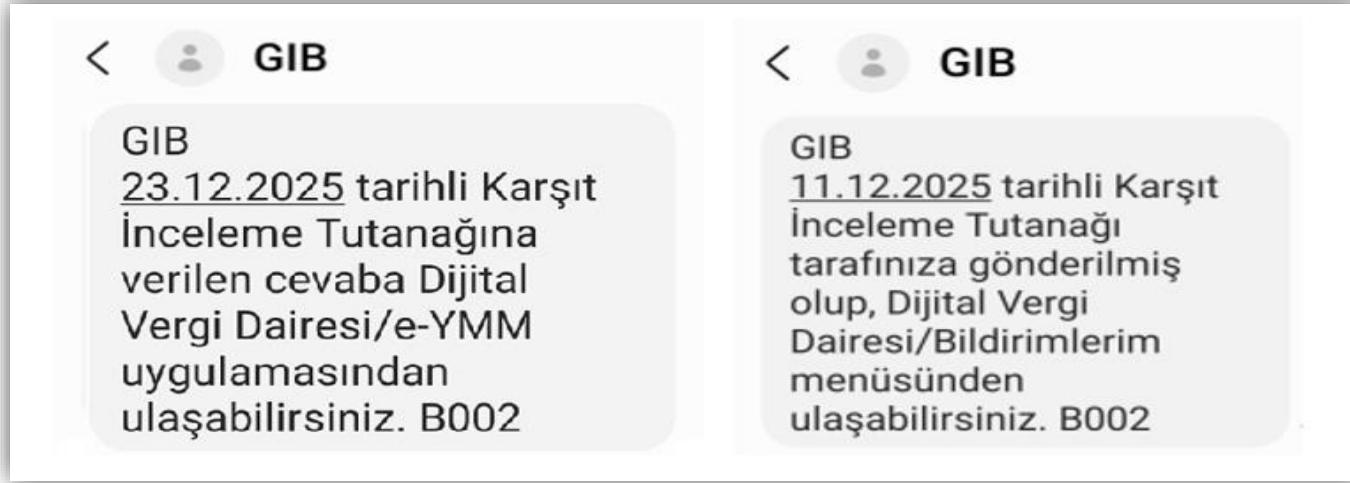 GIB
GIB
23.12.2025 tarihli Karşıt
İnceleme Tutanağına
verilen cevaba Dijital
Vergi Dairesi/e-YMM
uygulamasından
ulaşabilirsiniz. B002
GIB
GIB
11.12.2025 tarihli Karşıt
İnceleme Tutanağı
tarafınıza gönderilmiş
olup, Dijital Vergi
Dairesi/Bildirimlerim
menüsünden
ulaşabilirsiniz. B002